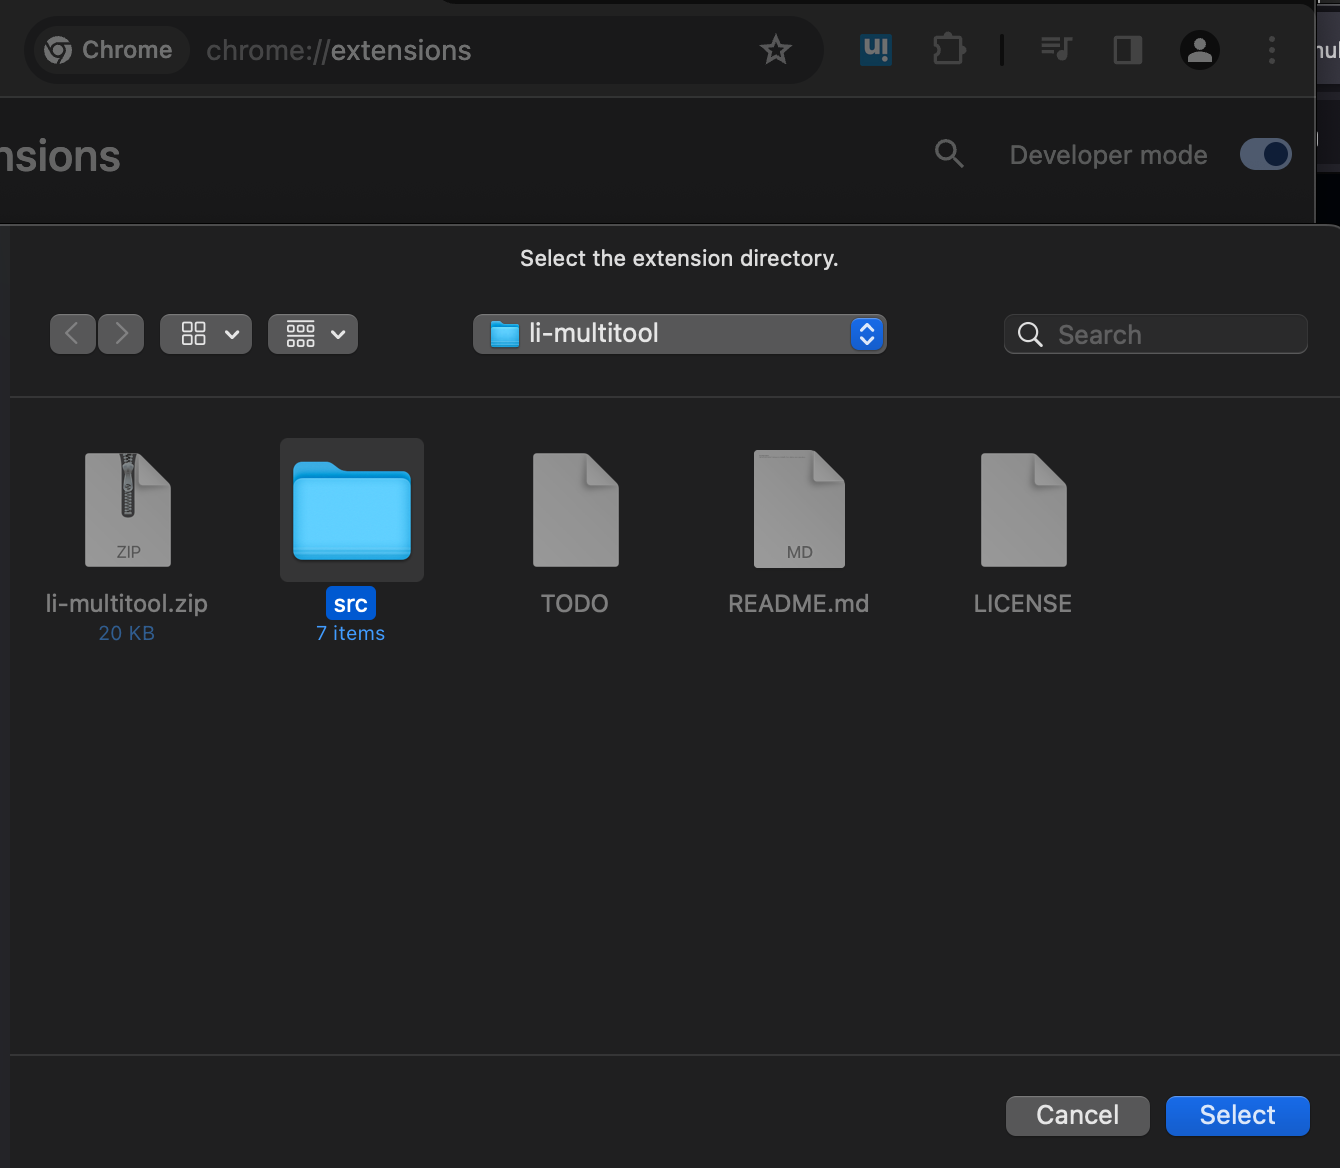 Chrome
chrome://extensions
nsions
Developer mode
Select the extension directory.
li-multitool
Search
ZIP
MD
li-multitool.zip
src
TODO
README.md
LICENSE
20 KB
7 items
Cancel
Select